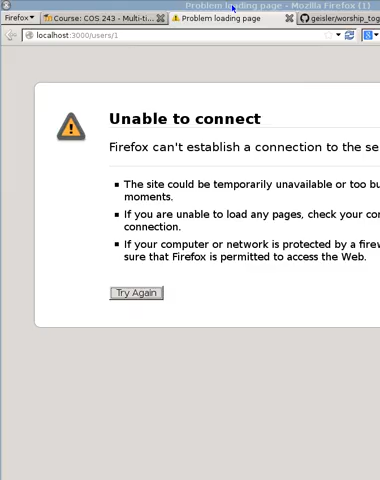 Problem loading page - Mozilla Firefox (1)
Firefox
Course: COS 243 - Multi-ti...
Problem loading page
geisler/worship_tog
localhost:3000/users/1
Unable to connect
Firefox can't establish a connection to the se
The site could be temporarily unavailable or too bu
moments.
If you are unable to load any pages, check your cor
connection.
If your computer or network is protected by a firew
sure that Firefox is permitted to access the Web.
Try Again